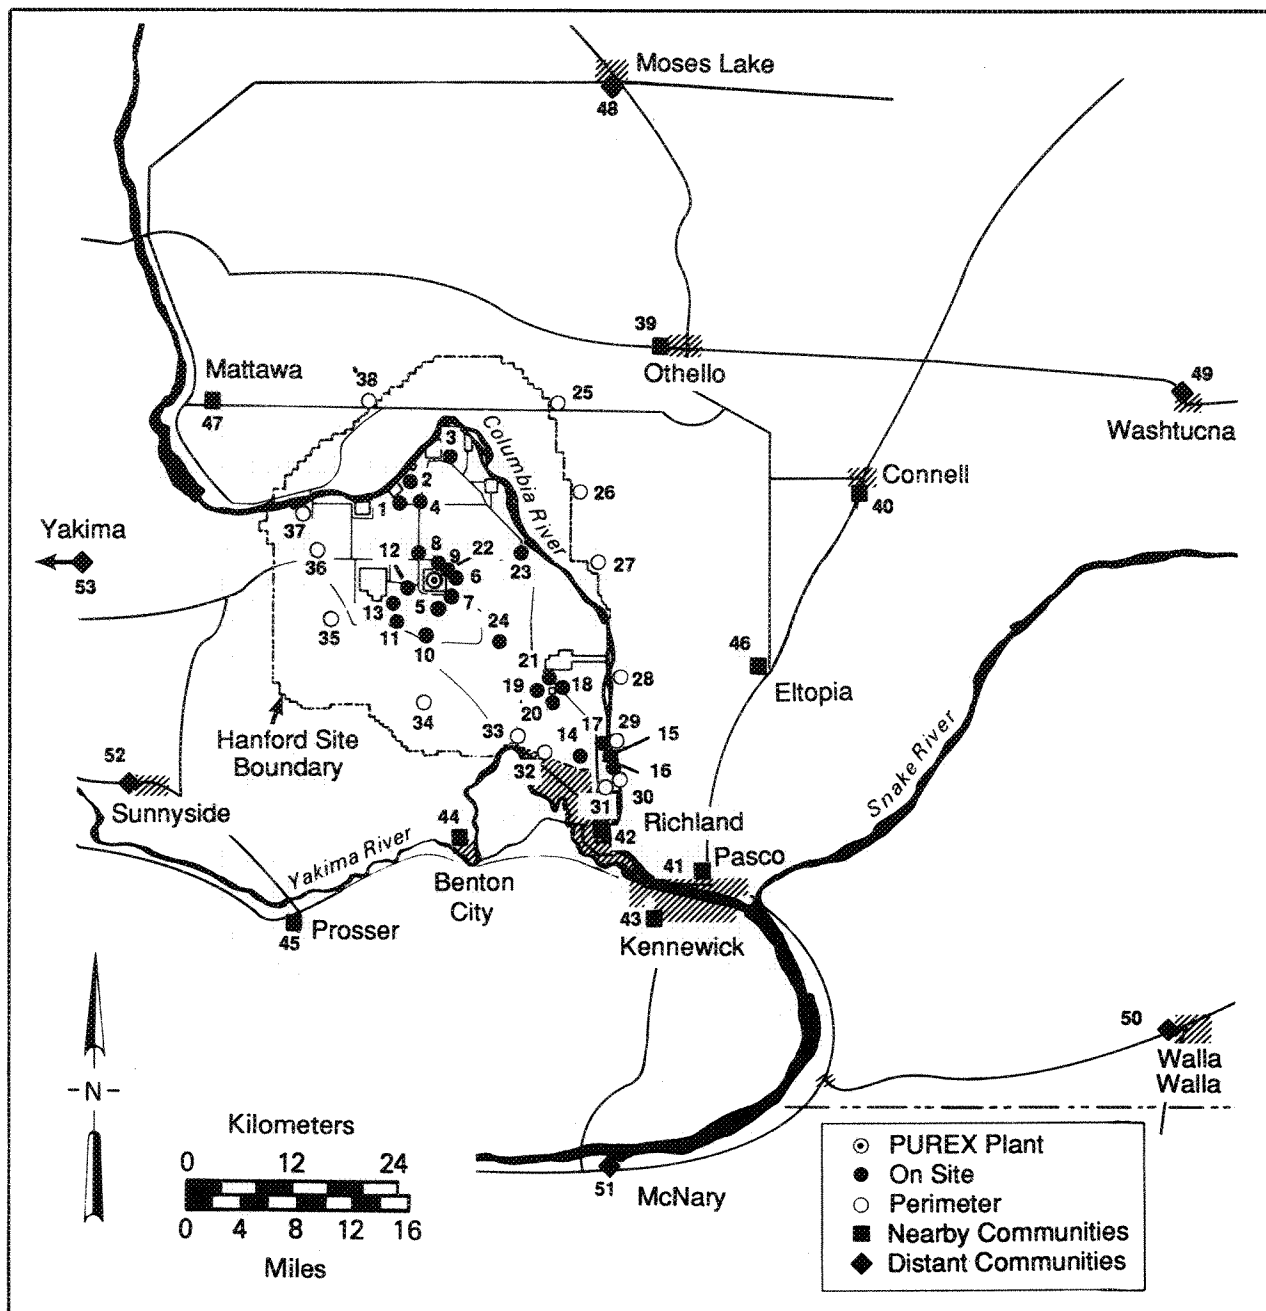 Moses Lake
48
39
Othello
Mattawa
47
38
25
49
Washtucna
Columbia River
3
2
1
4
26
Connell
40
37
Yakima
53
36
12
8
9
22
6
23
27
13
5
7
35
11
10
24
46
Eltopia
21
28
19
18
20
34
33
17
29
14
15
16
32
31
30
Hanford Site
Boundary
52
Sunnyside
Snake River
44
42
Richland
Yakima River
Benton
City
41
Pasco
43
Kennewick
45
Prosser
50
Walla
Walla
N
Kilometers
0 12 24
0 4 8 12 16
Miles
51
McNary
PUREX Plant
On Site
Perimeter
Nearby Communities
Distant Communities